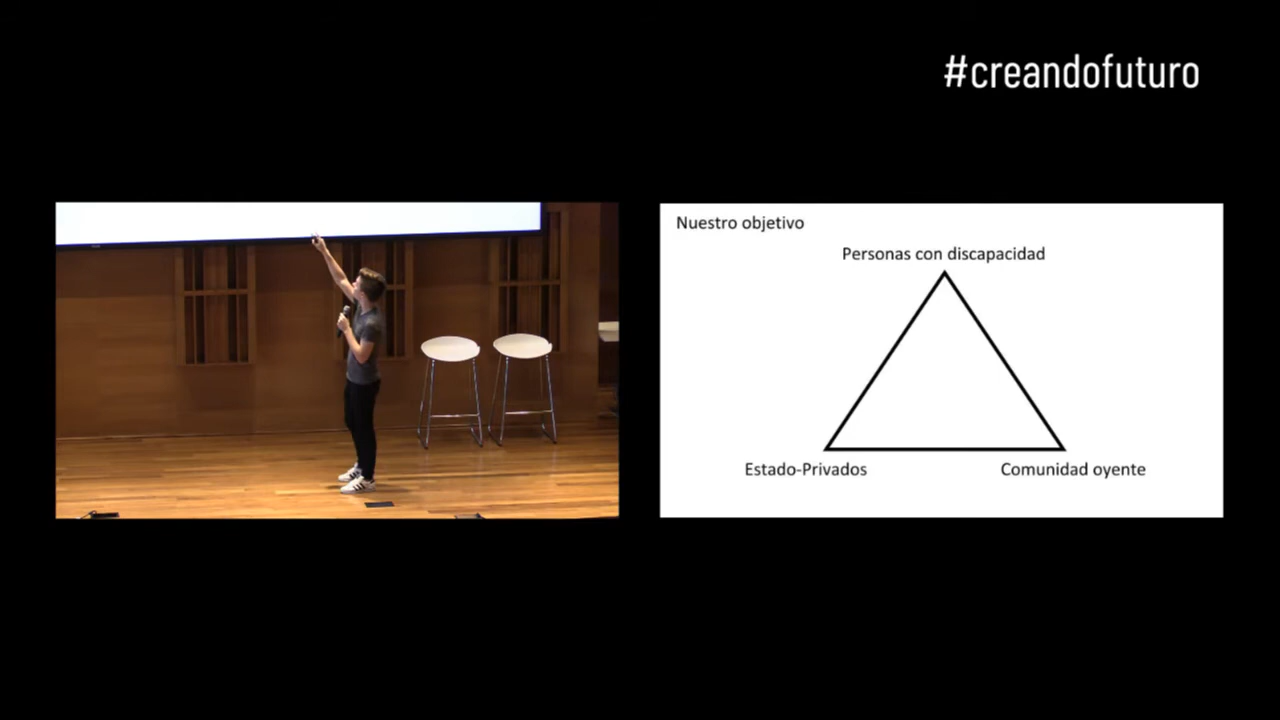 #creandofuturo
Nuestro objetivo
Personas con discapacidad
Estado-Privados
Comunidad oyente